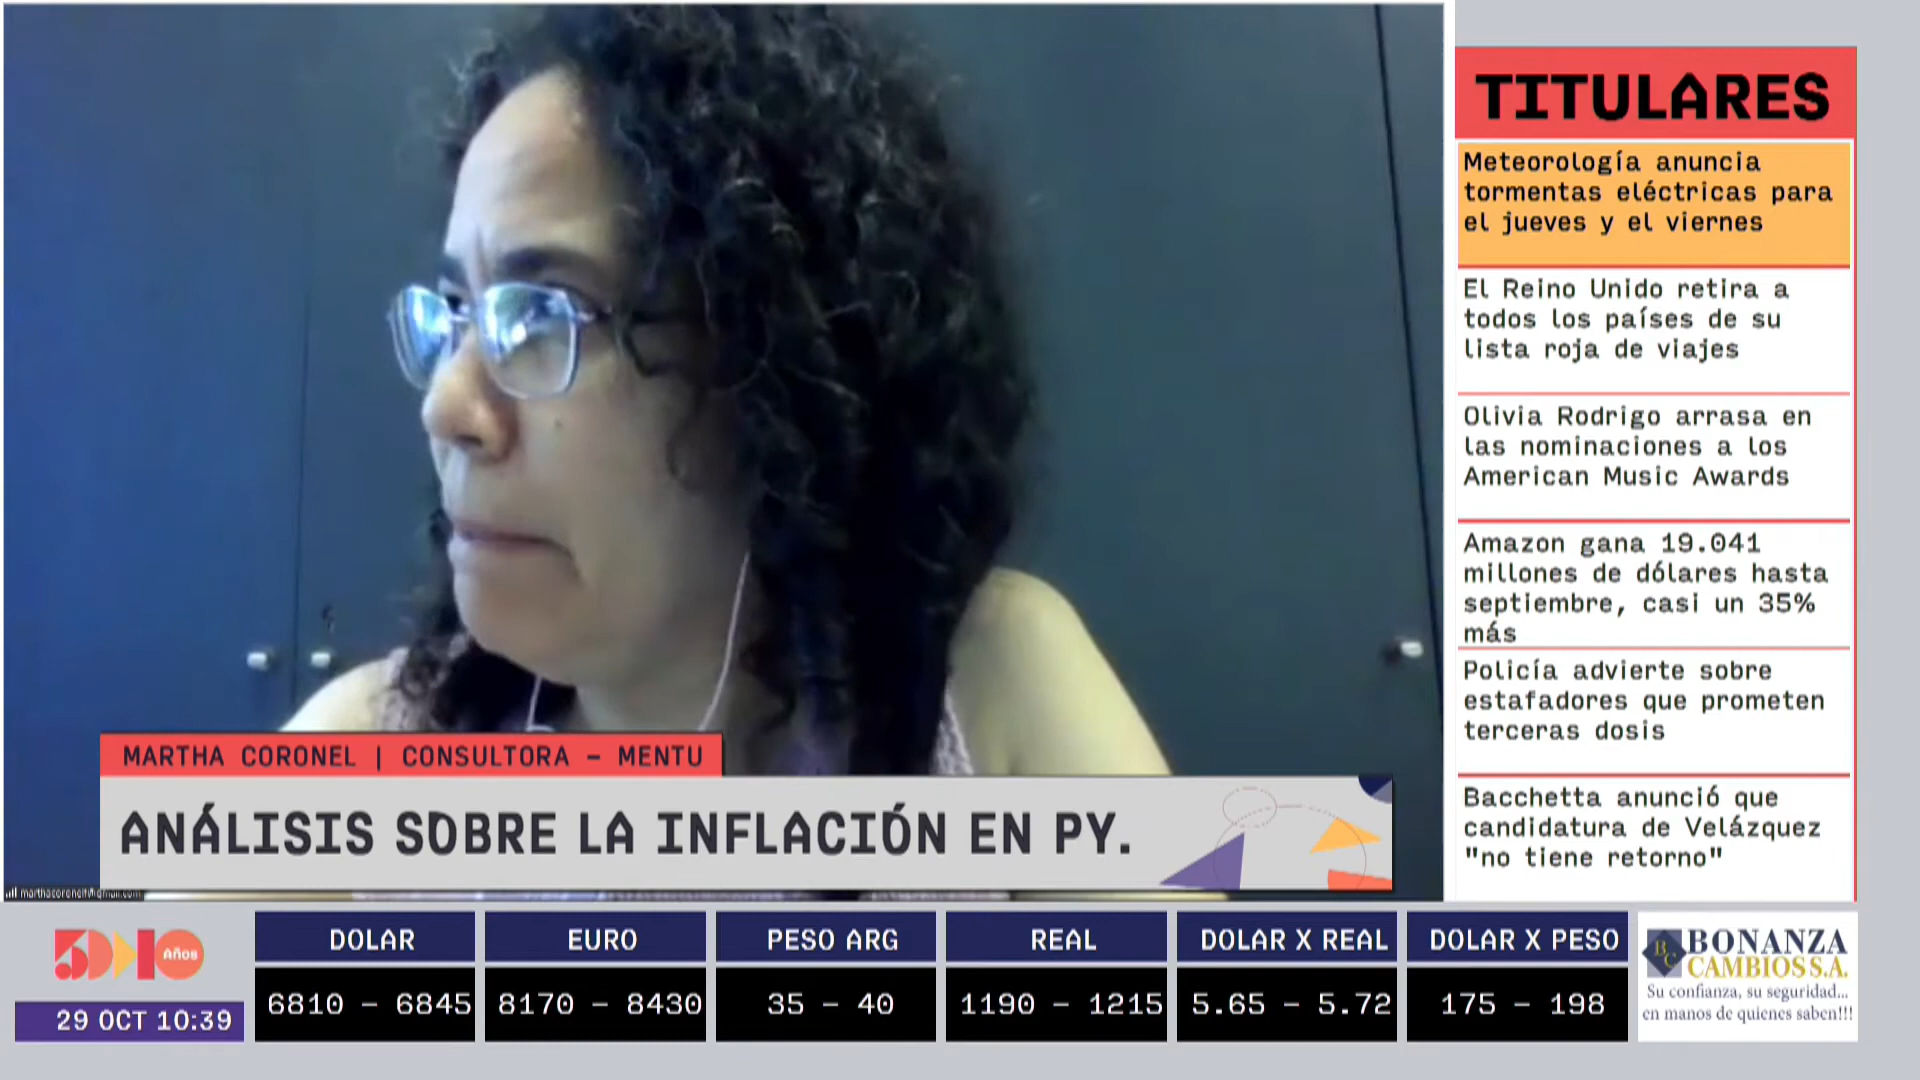 TITULARES
Meteorología anuncia
tormentas eléctricas para
el jueves y el viernes
El Reino Unido retira a
todos los países de su
lista roja de viajes
Olivia Rodrigo arrasa en
las nominaciones a los
American Music Awards
Amazon gana 19.041
millones de dólares hasta
septiembre, casi un 35%
más
Policía advierte sobre
estafadores que prometen
terceras dosis
Bacchetta anunció que
candidatura de Velázquez
"no tiene retorno"
MARTHA CORONEL | CONSULTORA - MENTU
ANÁLISIS SOBRE LA INFLACIÓN EN PY.
Años
29 OCT 10:39
DOLAR
6810 - 6845
EURO
8170 - 8430
PESO ARG
35 - 40
REAL
1190 - 1215
DOLAR X REAL
5.65 - 5.72
DOLAR X PESO
175 - 198
BC BONANZA
CAMBIOS S.A.
Su confianza, su seguridad...
en manos de quienes saben!!!